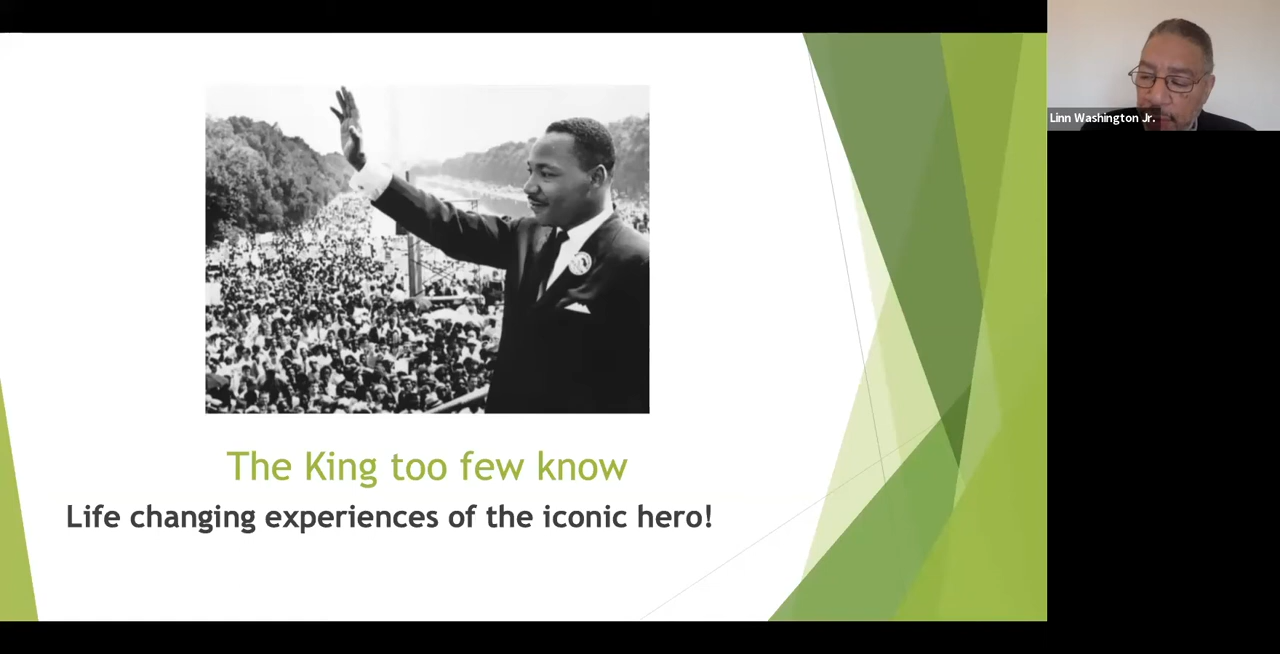 Linn Washington Jr.
The King too few know
Life changing experiences of the iconic hero!